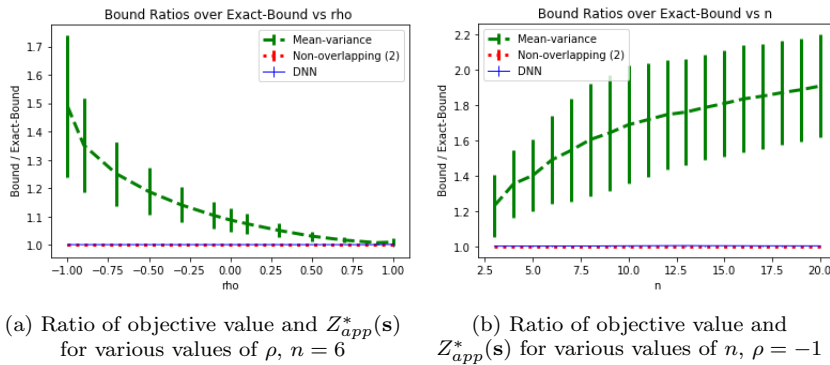 Bound Ratios over Exact-Bound vs rho
Mean-variance
Non-overlapping (2)
DNN
Bound / Exact-Bound
1.7
1.6
1.5
1.4
1.3
1.2
1.1
1.0
−1.00 −0.75 −0.50 −0.25 0.00 0.25 0.50 0.75 1.00
rho
(a) Ratio of objective value and Z*app(s)
for various values of ρ, n = 6
Bound Ratios over Exact-Bound vs n
Mean-variance
Non-overlapping (2)
DNN
Bound / Exact-Bound
2.2
2.0
1.8
1.6
1.4
1.2
1.0
2.5 5.0 7.5 10.0 12.5 15.0 17.5 20.0
n
(b) Ratio of objective value and
Z*app(s) for various values of n, ρ = −1